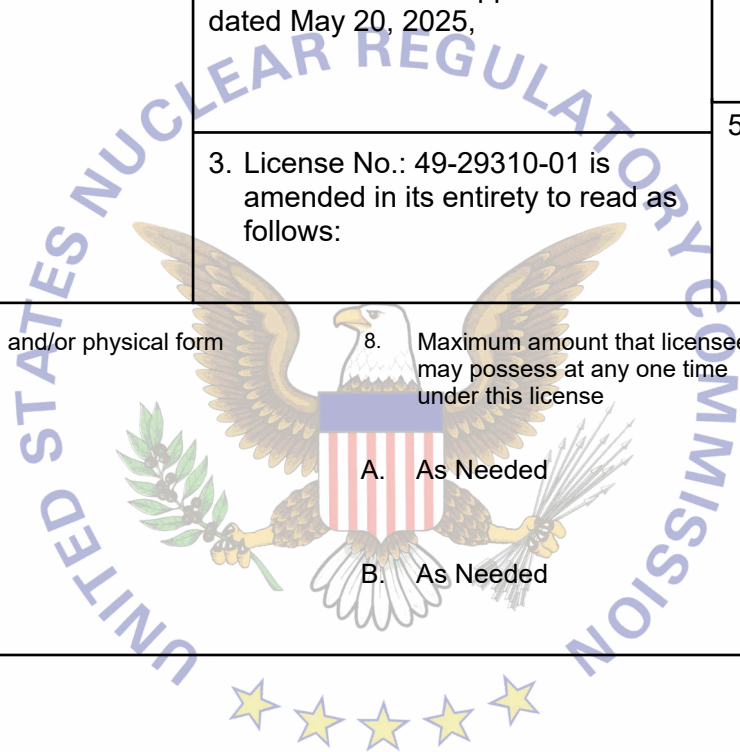 dated May 20, 2025,
3. License No.: 49-29310-01 is
amended in its entirety to read as
follows:
5
and/or physical form
8. Maximum amount that licensee
may possess at any one time
under this license
A. As Needed
B. As Needed
UNITED STATES NUCLEAR REGULATORY COMMISSION